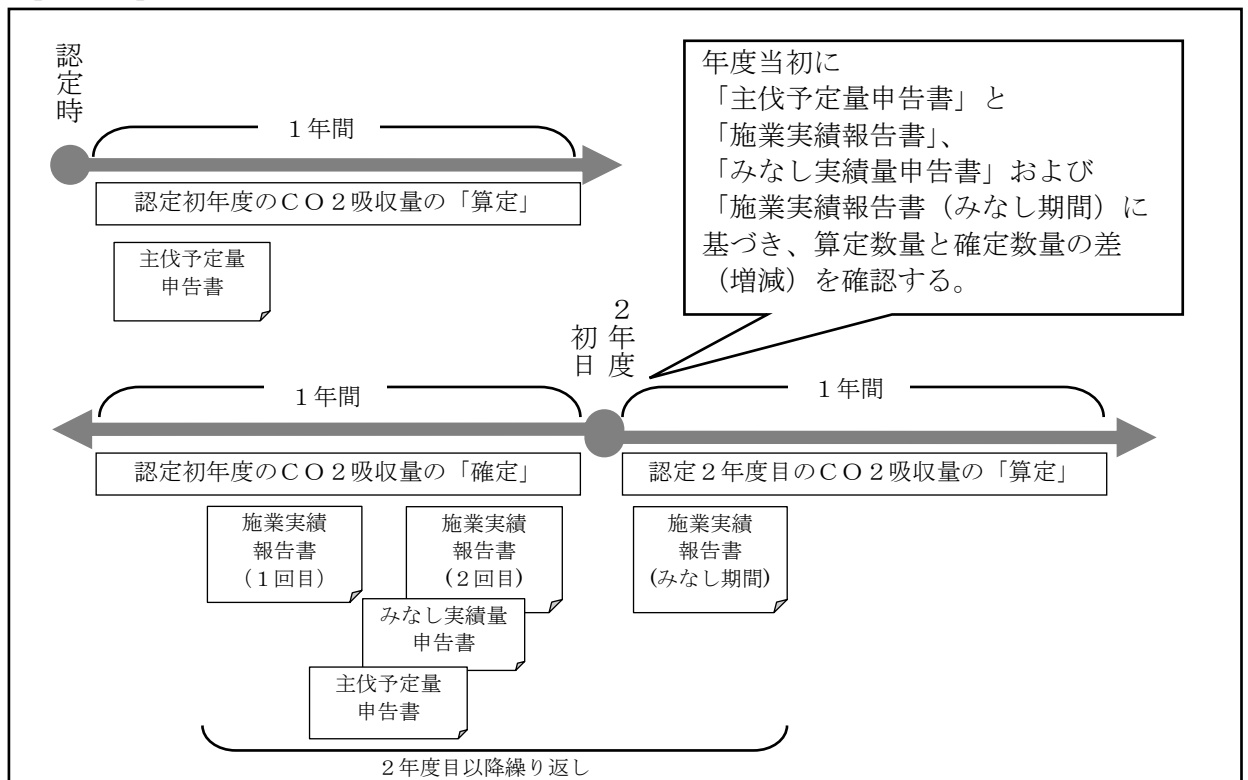 認定時
１年間
認定初年度のＣＯ２吸収量の「算定」
主伐予定量
申告書
年度当初に
「主伐予定量申告書」と
「施業実績報告書」、
「みなし実績量申告書」および
「施業実績報告書（みなし期間）に
基づき、算定数量と確定数量の差
（増減）を確認する。
２年度
初日
１年間
１年間
認定初年度のＣＯ２吸収量の「確定」
認定２年度目のＣＯ２吸収量の「算定」
施業実績
報告書
（１回目）
施業実績
報告書
(２回目)
施業実績
報告書
(みなし期間)
みなし実績量
申告書
主伐予定量
申告書
２年度目以降繰り返し